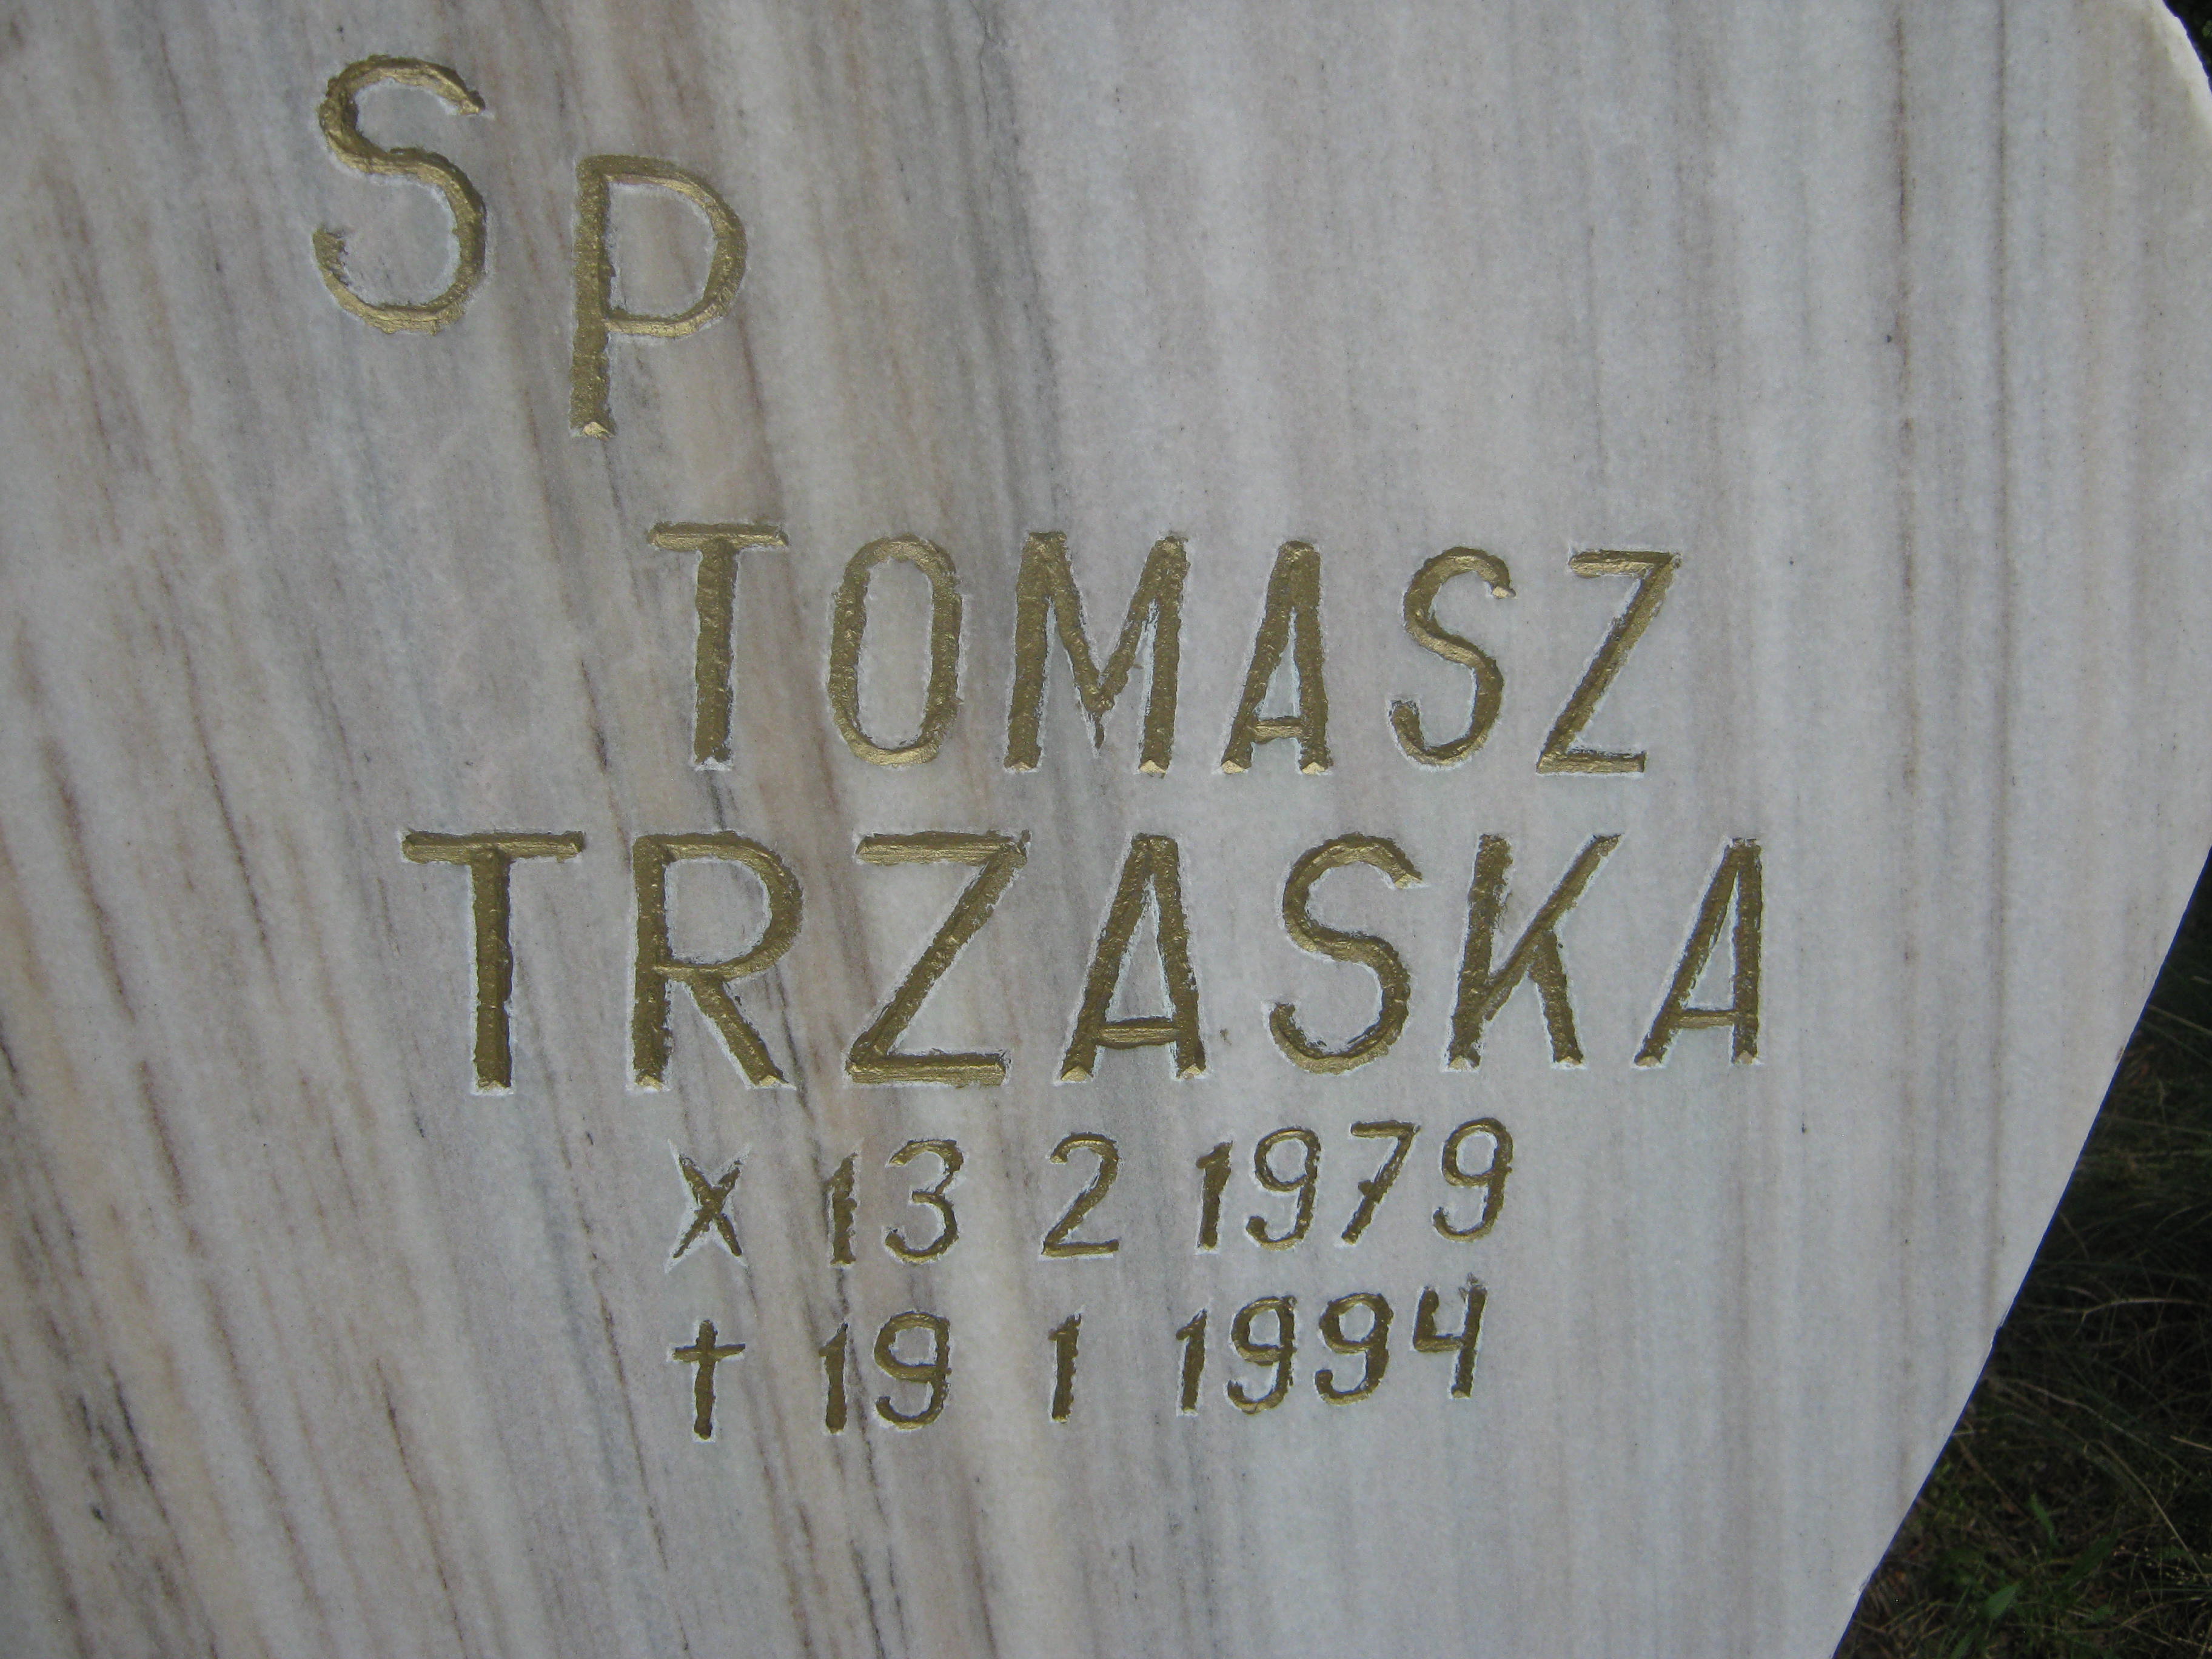 SP
TOMASZ
TRZASKA
x 13 2 1979
† 19 1 1994